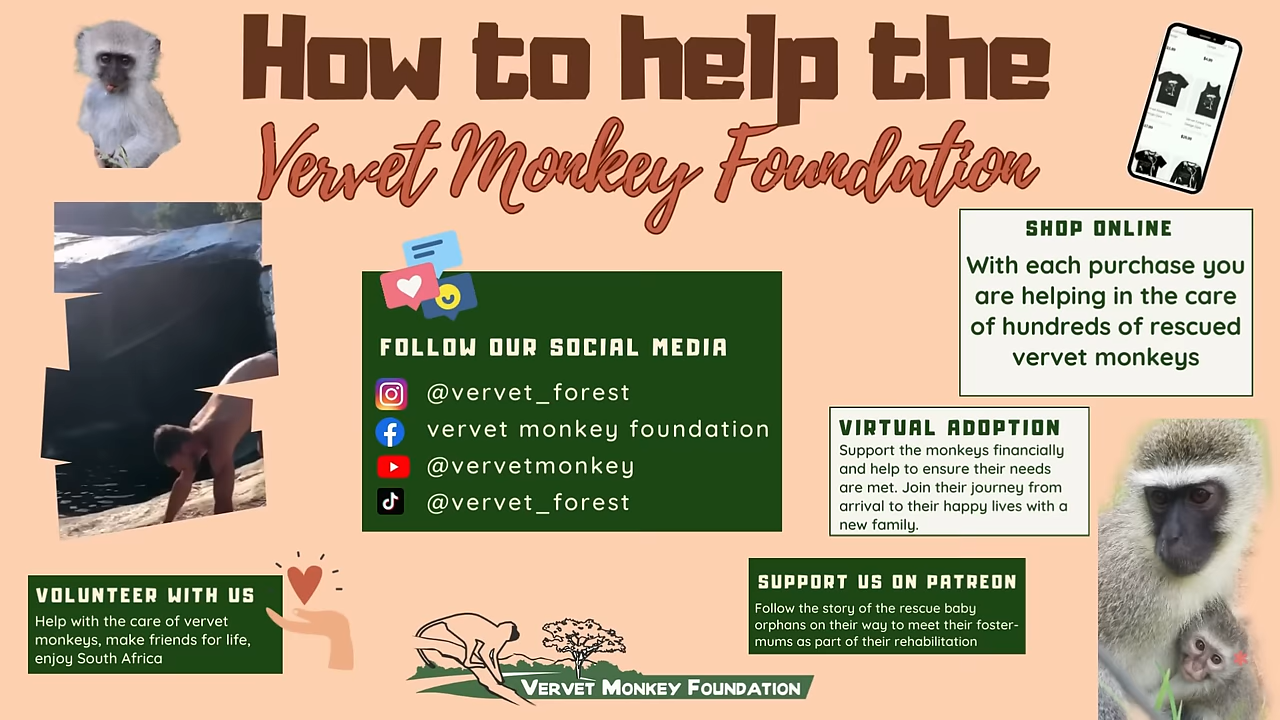 How to help the
Vervet Monkey Foundation
SHOP ONLINE
With each purchase you
are helping in the care
of hundreds of rescued
vervet monkeys
FOLLOW OUR SOCIAL MEDIA
@vervet_forest
vervet monkey foundation
@vervetmonkey
@vervet_forest
VIRTUAL ADOPTION
Support the monkeys financially
and help to ensure their needs
are met. Join their journey from
arrival to their happy lives with a
new family.
VOLUNTEER WITH US
Help with the care of vervet
monkeys, make friends for life,
enjoy South Africa
SUPPORT US ON PATREON
Follow the story of the rescue baby
orphans on their way to meet their foster-
mums as part of their rehabilitation
VERVET MONKEY FOUNDATION